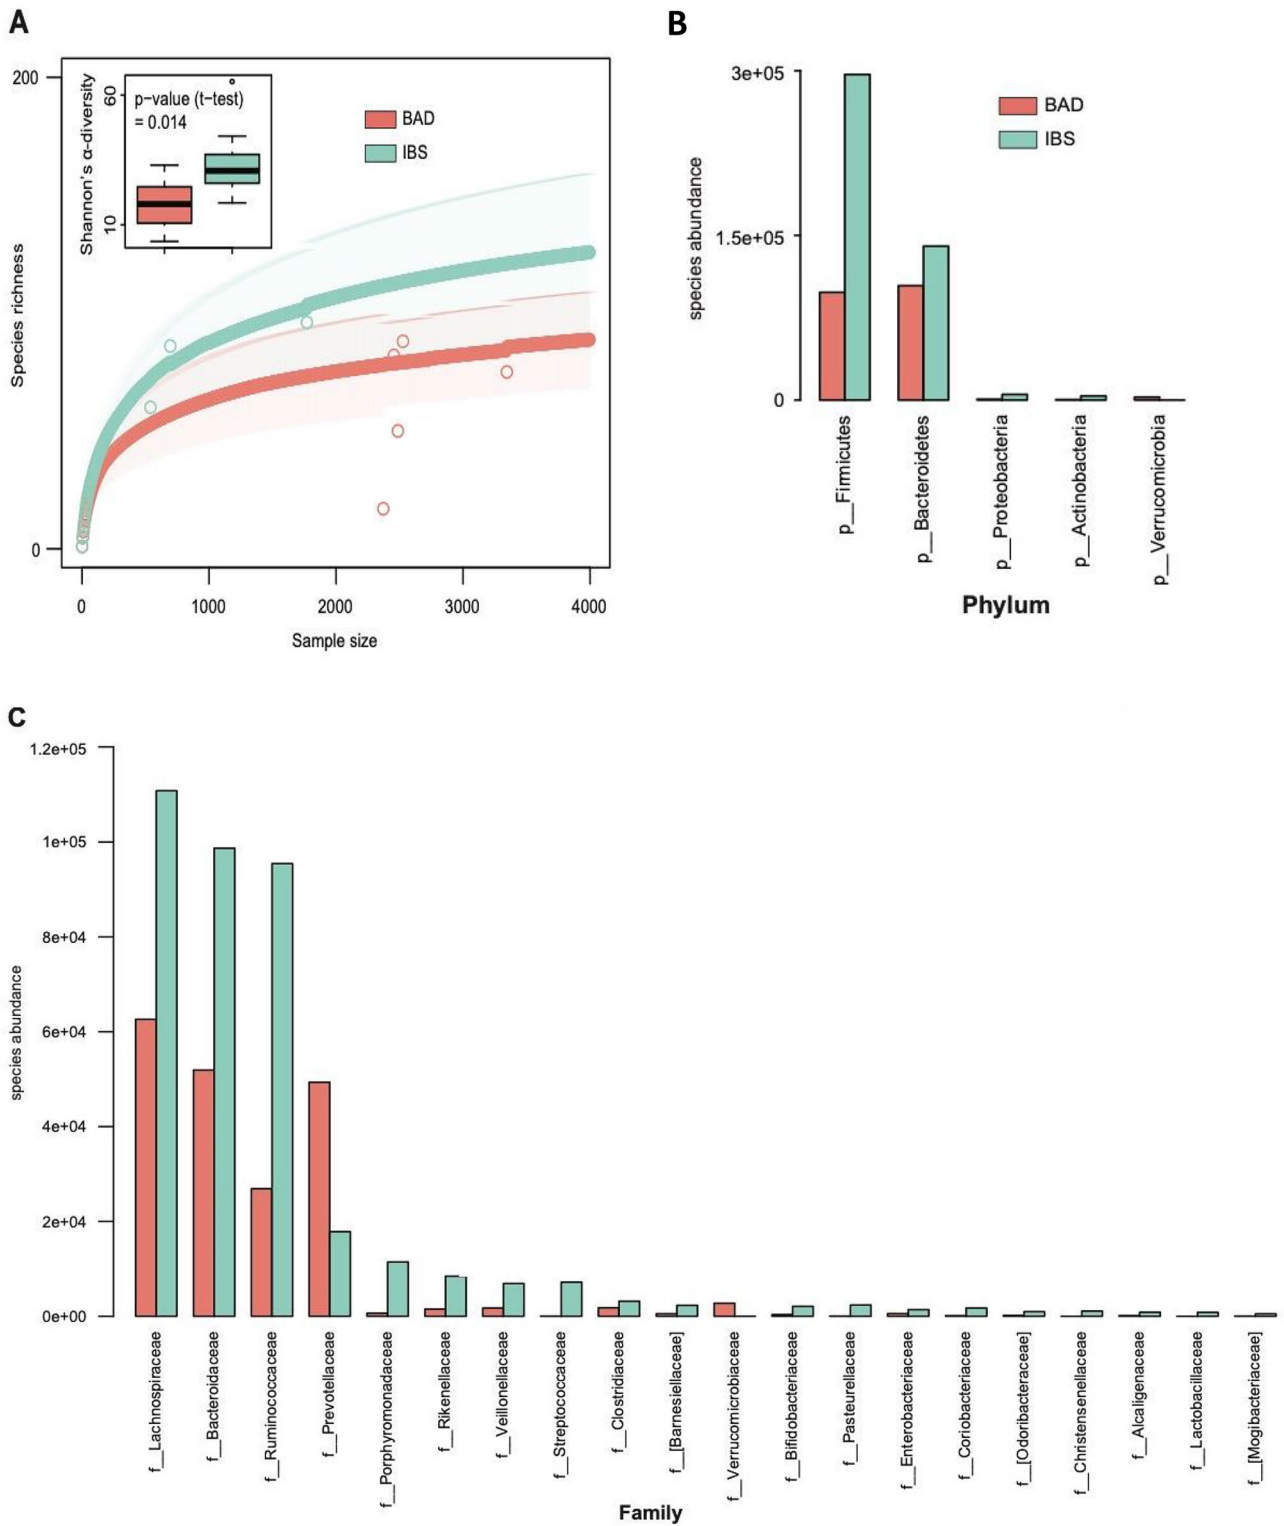 A
200
0
Species richness
Shannon's α-diversity
60
10
p-value (t-test)
= 0.014
BAD
IBS
0 1000 2000 3000 4000
Sample size
B
3e+05
1.5e+05
0
species abundance
BAD
IBS
p__Firmicutes
p__Bacteroidetes
p__Proteobacteria
p__Actinobacteria
p__Verrucomicrobia
Phylum
C
1.2e+05
1e+05
8e+04
6e+04
4e+04
2e+04
0e+00
species abundance
f__Lachnospiraceae
f__Bacteroidaceae
f__Ruminococcaceae
f__Prevotellaceae
f__Porphyromonadaceae
f__Rikenellaceae
f__Veillonellaceae
f__Streptococcaceae
f__Clostridiaceae
f__[Barnesiellaceae]
f__Verrucomicrobiaceae
f__Bifidobacteriaceae
f__Pasteurellaceae
f__Enterobacteriaceae
f__Coriobacteriaceae
f__[Odoribacteraceae]
f__Christensenellaceae
f__Alcaligenaceae
f__Lactobacillaceae
f__[Mogibacteriaceae]
Family